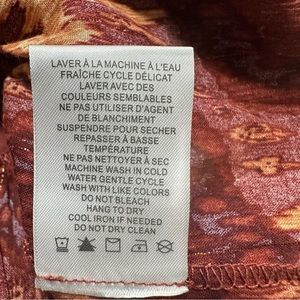 LAVER À LA MACHINE À L'EAU
FRAÎCHE CYCLE DÉLICAT
LAVER AVEC DES
COULEURS SEMBLABLES
NE PAS UTILISER D'AGENT
DE BLANCHIMENT
SUSPENDRE POUR SECHER
REPASSER À BASSE
TEMPÉRATURE
NE PAS NETTOYER À SEC
MACHINE WASH IN COLD
WATER GENTLE CYCLE
WASH WITH LIKE COLORS
DO NOT BLEACH
HANG TO DRY
COOL IRON IF NEEDED
DO NOT DRY CLEAN